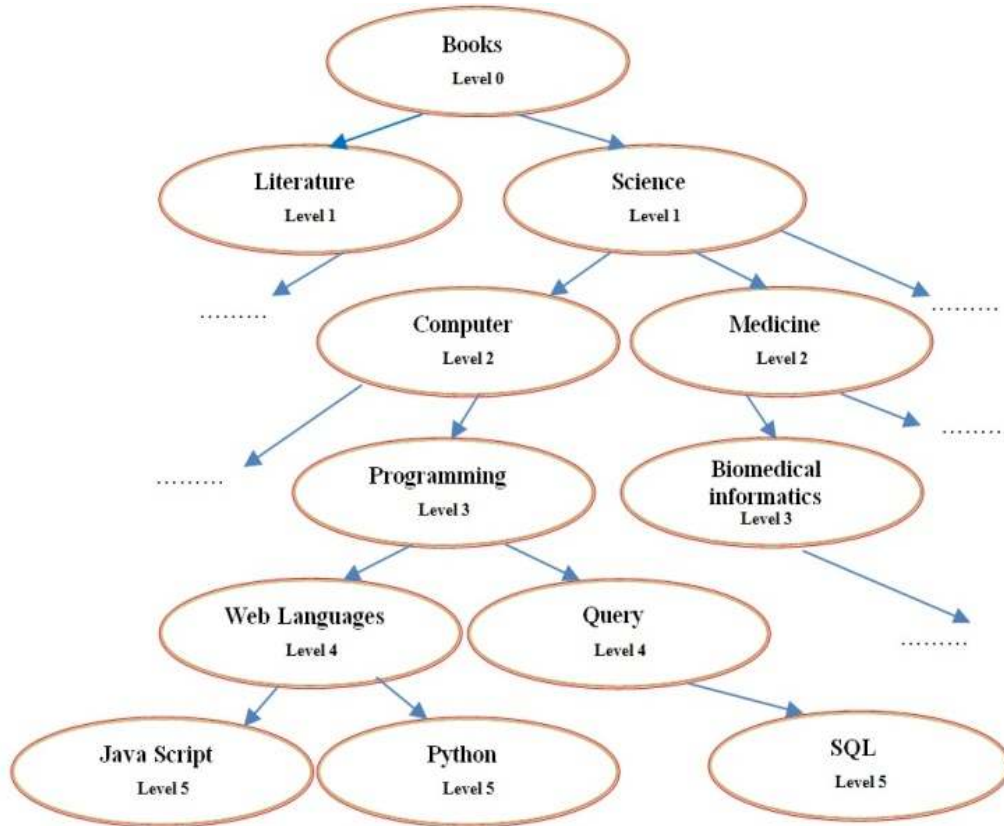 Books
Level 0
Literature
Level 1
Science
Level 1
.........
.........
Computer
Level 2
Medicine
Level 2
.........
.........
Programming
Level 3
Biomedical
informatics
Level 3
Web Languages
Level 4
Query
Level 4
.........
Java Script
Level 5
Python
Level 5
SQL
Level 5